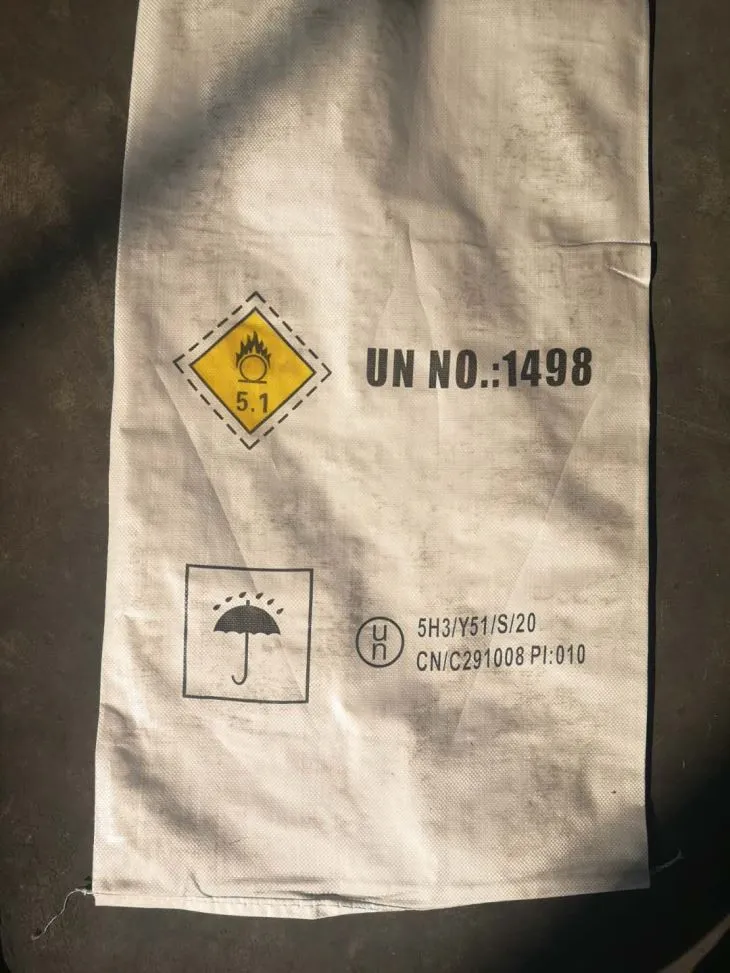 5.1
UN NO.:1498
un
5H3/Y51/S/20
CN/C291008 PI:010